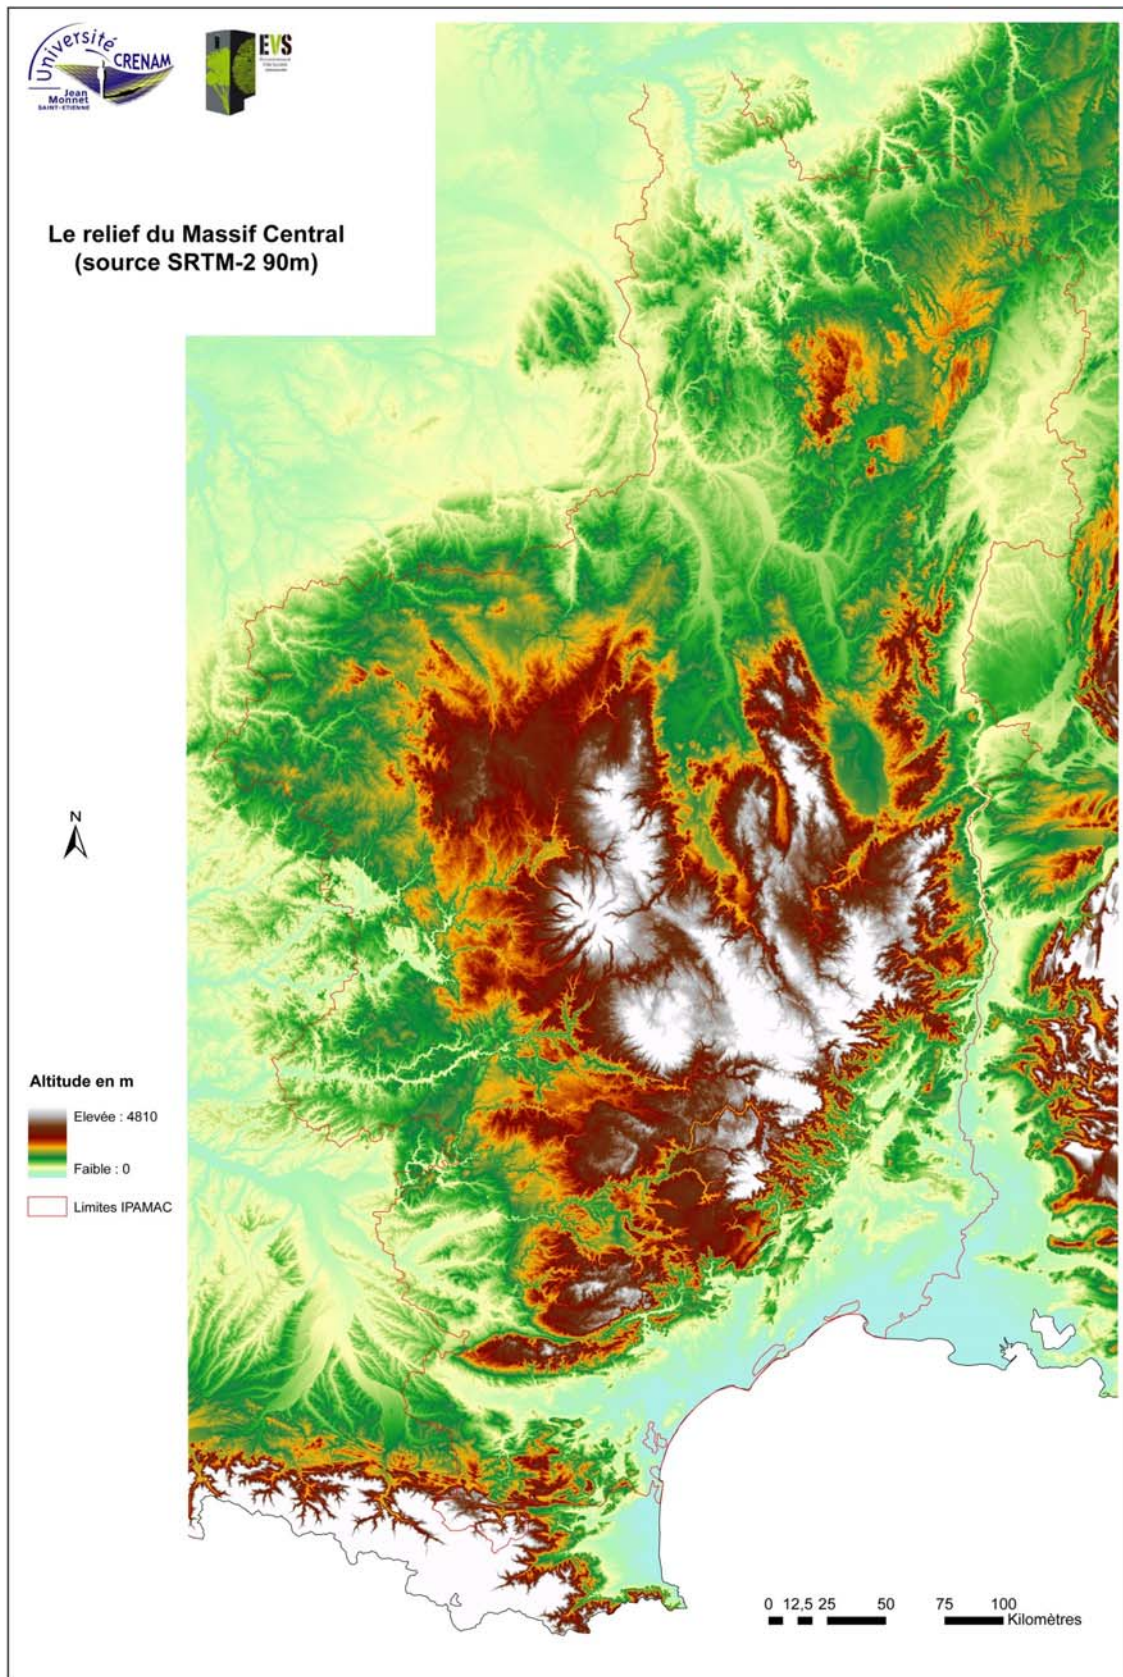 Université
CRENAM
Jean
Monnet
SAINT-ETIENNE
EVS
Le relief du Massif Central
(source SRTM-2 90m)
N
Altitude en m
Elevée : 4810
Faible : 0
Limites IPAMAC
0 12,5 25 50 75 100
Kilomètres